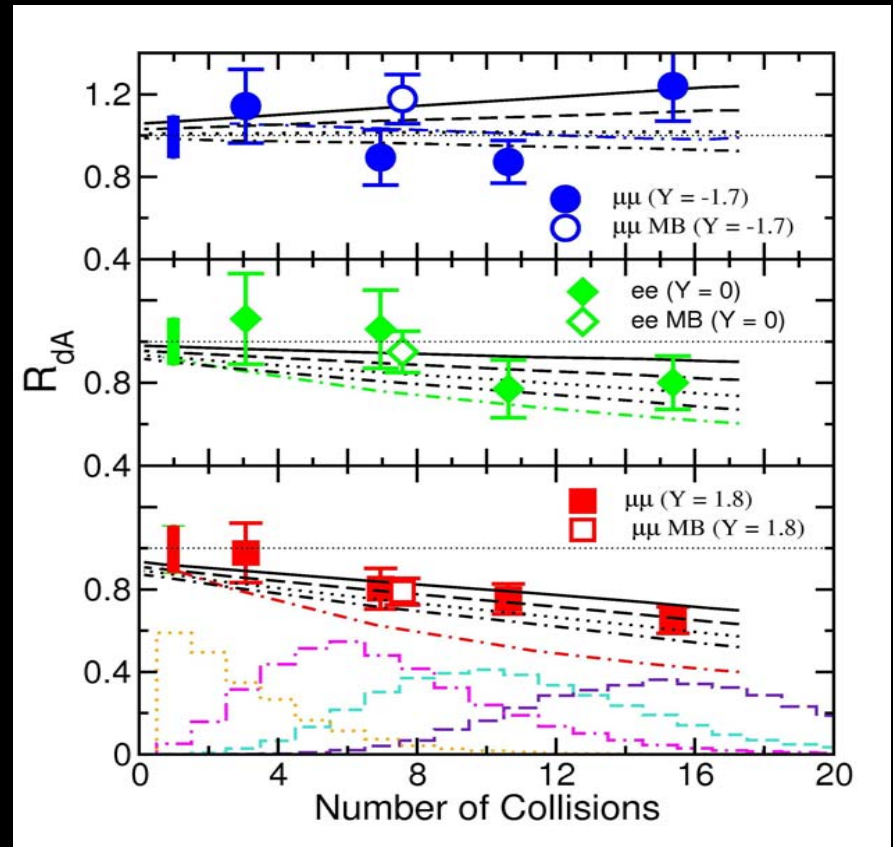 1.2
0.8
0.4
μμ (Y = -1.7)
μμ MB (Y = -1.7)
R_dA
0.8
0.4
ee (Y = 0)
ee MB (Y = 0)
0.8
0.4
0
μμ (Y = 1.8)
μμ MB (Y = 1.8)
0 4 8 12 16 20
Number of Collisions